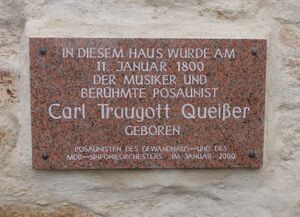 IN DIESEM HAUS WURDE AM
11. JANUAR 1800
DER MUSIKER UND
BERÜHMTE POSAUNIST
Carl Traugott Queißer
GEBOREN
POSAUNISTEN DES GEWANDHAUS- UND DES
MDR-SINFONIEORCHESTERS IM JANUAR 2000